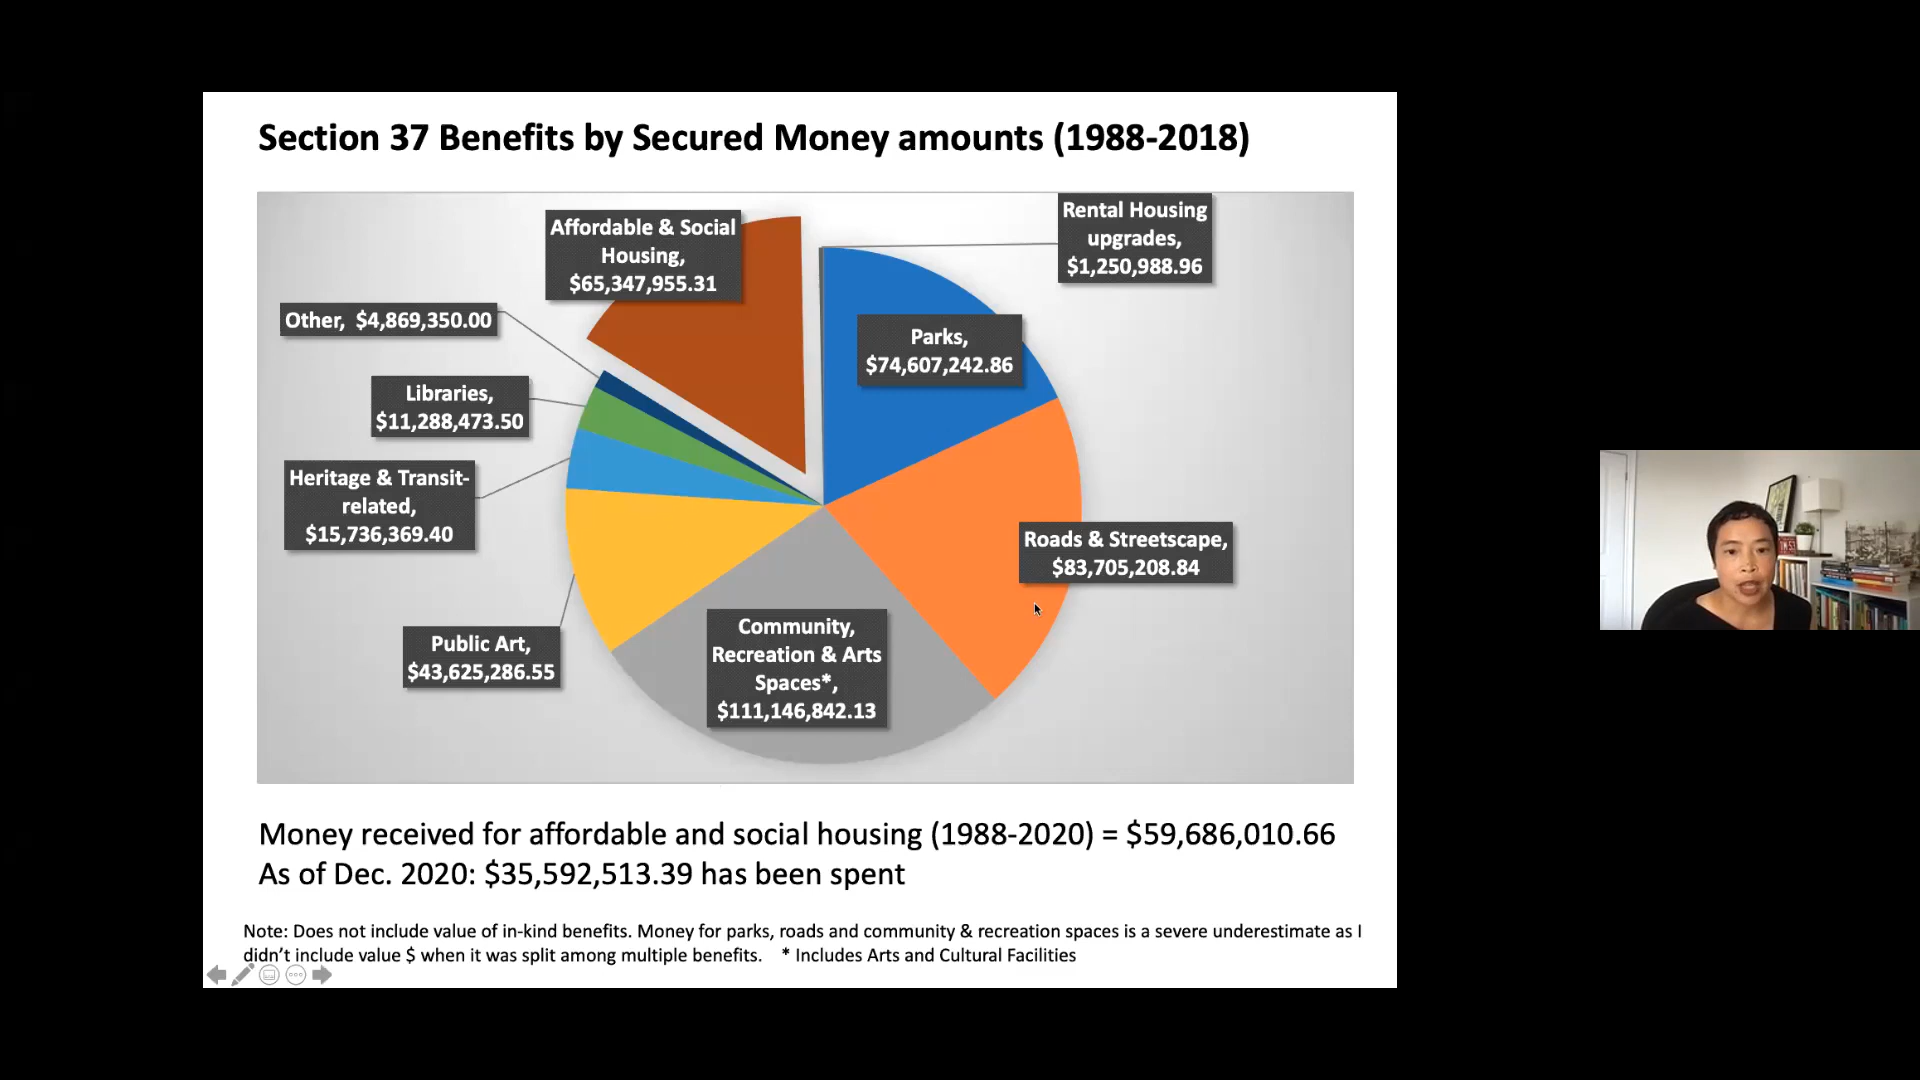 Section 37 Benefits by Secured Money amounts (1988-2018)
Affordable & Social
Housing,
$65,347,955.31
Rental Housing
upgrades,
$1,250,988.96
Other, $4,869,350.00
Parks,
$74,607,242.86
Libraries,
$11,288,473.50
Heritage & Transit-
related,
$15,736,369.40
Roads & Streetscape,
$83,705,208.84
Public Art,
$43,625,286.55
Community,
Recreation & Arts
Spaces*,
$111,146,842.13
Money received for affordable and social housing (1988-2020) = $59,686,010.66
As of Dec. 2020: $35,592,513.39 has been spent
Note: Does not include value of in-kind benefits. Money for parks, roads and community & recreation spaces is a severe underestimate as I
didn’t include value $ when it was split among multiple benefits. * Includes Arts and Cultural Facilities